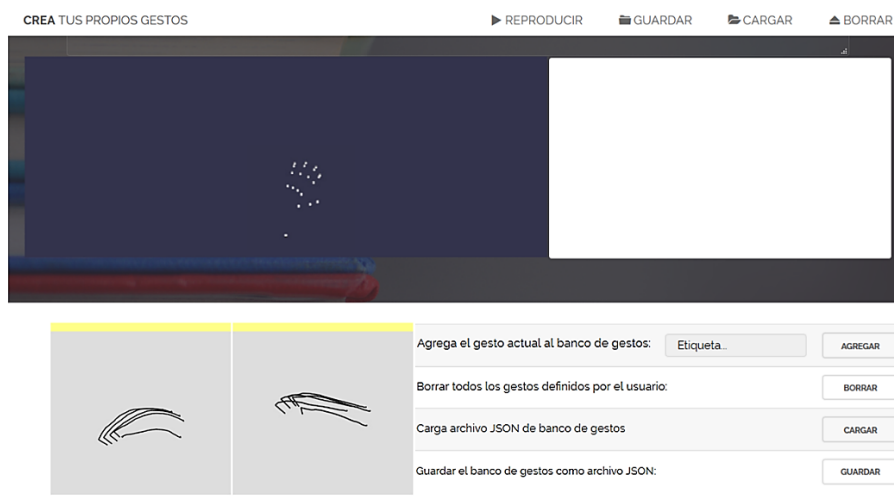 CREA TUS PROPIOS GESTOS REPRODUCIR GUARDAR CARGAR BORRAR
Agrega el gesto actual al banco de gestos: Etiqueta... AGREGAR
Borrar todos los gestos definidos por el usuario: BORRAR
Carga archivo JSON de banco de gestos CARGAR
Guardar el banco de gestos como archivo JSON: GUARDAR